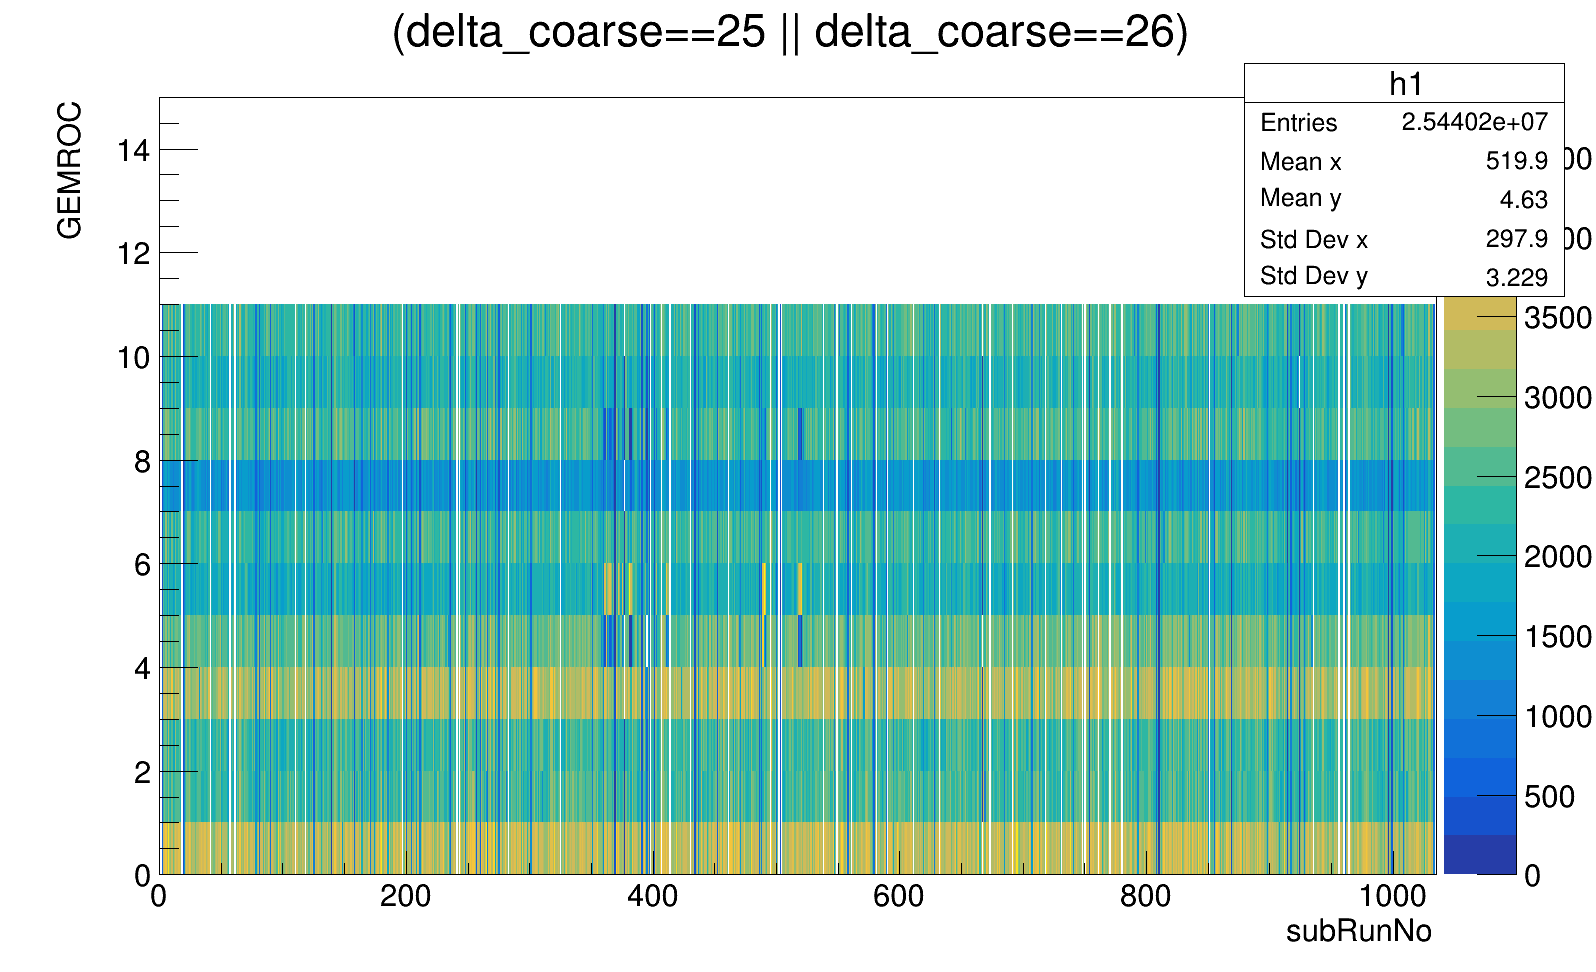 (delta_coarse==25 || delta_coarse==26)
h1
Entries 2.54402e+07
Mean x 519.9
Mean y 4.63
Std Dev x 297.9
Std Dev y 3.229
GEMROC
14
12
10
8
6
4
2
0
0 200 400 600 800 1000
subRunNo
3500
3000
2500
2000
1500
1000
500
0